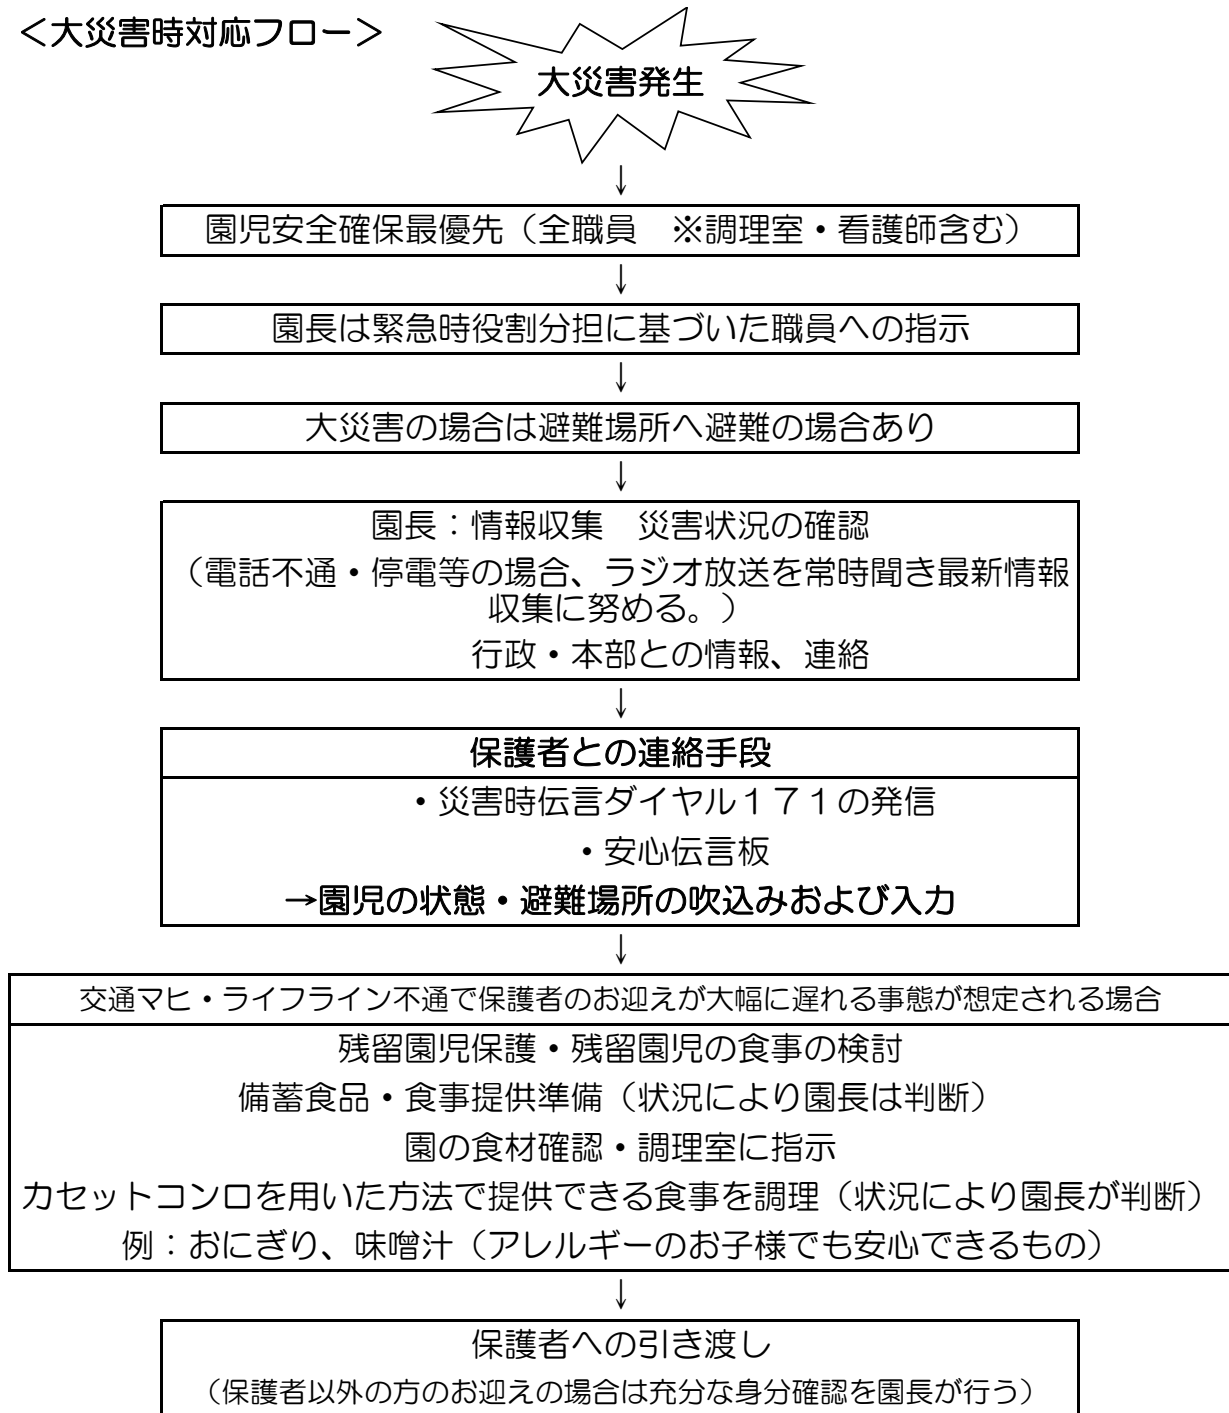 ＜大災害時対応フロー＞
大災害発生
↓
園児安全確保最優先（全職員　※調理室・看護師含む）
↓
園長は緊急時役割分担に基づいた職員への指示
↓
大災害の場合は避難場所へ避難の場合あり
↓
園長：情報収集　災害状況の確認
（電話不通・停電等の場合、ラジオ放送を常時聞き最新情報
収集に努める。）
行政・本部との情報、連絡
↓
保護者との連絡手段
・災害時伝言ダイヤル１７１の発信
・安心伝言板
→園児の状態・避難場所の吹込みおよび入力
↓
交通マヒ・ライフライン不通で保護者のお迎えが大幅に遅れる事態が想定される場合
残留園児保護・残留園児の食事の検討
備蓄食品・食事提供準備（状況により園長は判断）
園の食材確認・調理室に指示
カセットコンロを用いた方法で提供できる食事を調理（状況により園長が判断）
例：おにぎり、味噌汁（アレルギーのお子様でも安心できるもの）
↓
保護者への引き渡し
（保護者以外の方のお迎えの場合は充分な身分確認を園長が行う）